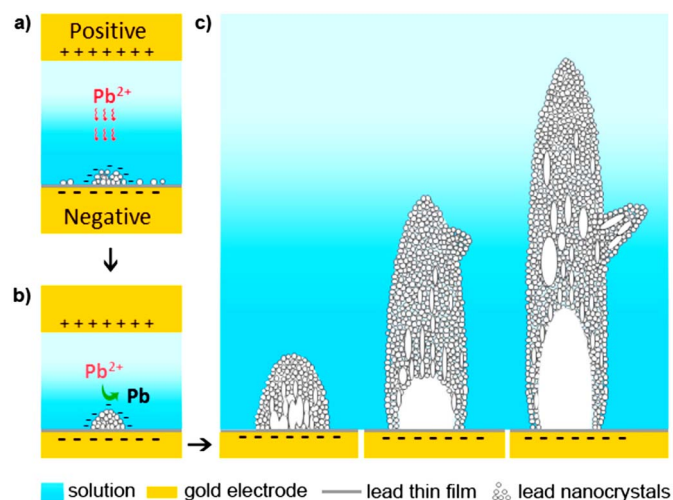 a)
Positive
+ + + + + + +
Pb²⁺
- - - - - - -
Negative
b)
+ + + + + + +
Pb²⁺
Pb
- - - - - - -
c)
solution
gold electrode
lead thin film
lead nanocrystals